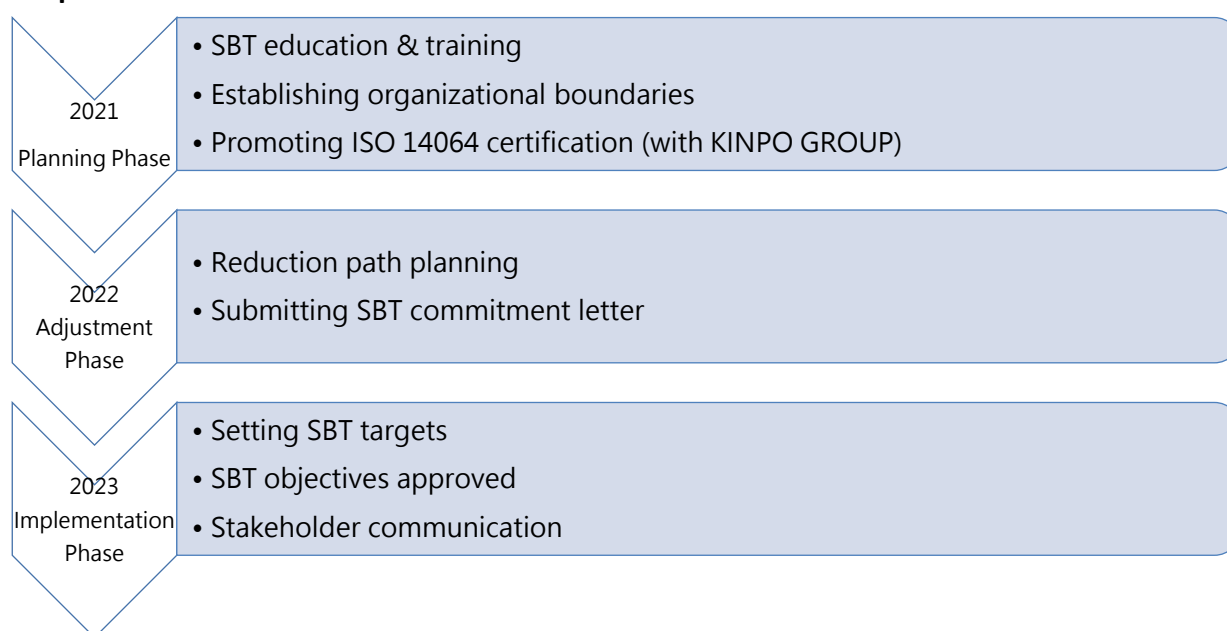 2021
Planning Phase
• SBT education & training
• Establishing organizational boundaries
• Promoting ISO 14064 certification (with KINPO GROUP)
2022
Adjustment
Phase
• Reduction path planning
• Submitting SBT commitment letter
2023
Implementation
Phase
• Setting SBT targets
• SBT objectives approved
• Stakeholder communication